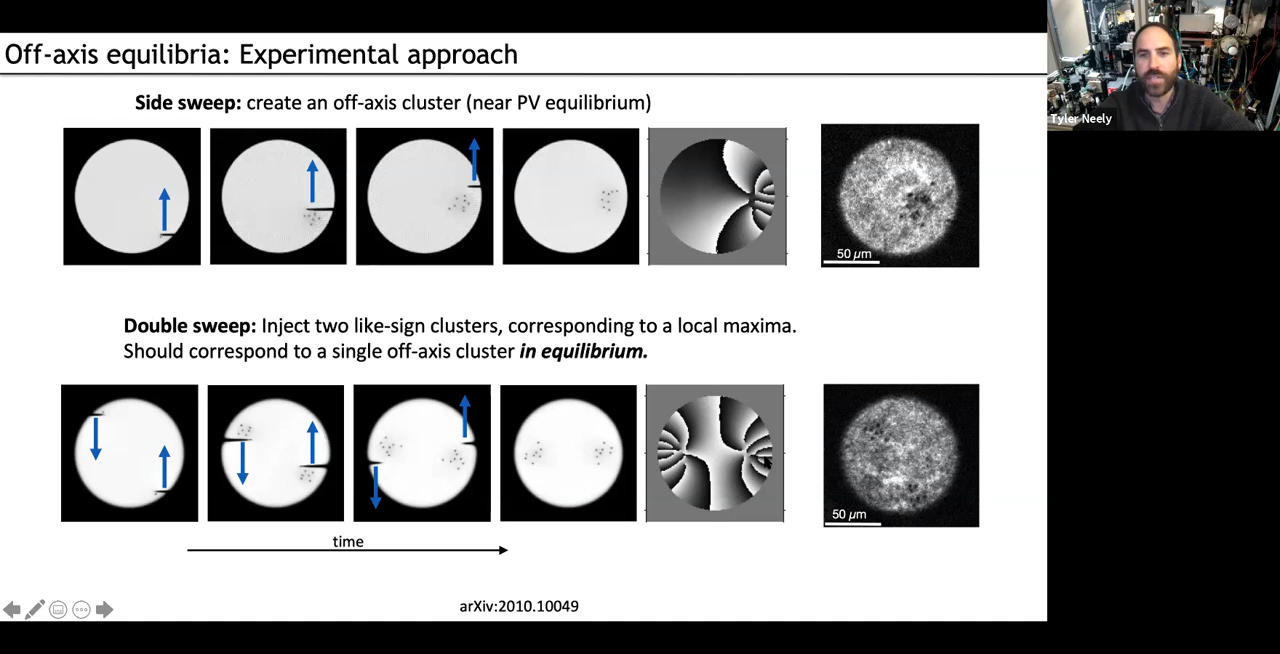 Off-axis equilibria: Experimental approach
Tyler Neely
Side sweep: create an off-axis cluster (near PV equilibrium)
50 µm
Double sweep: Inject two like-sign clusters, corresponding to a local maxima.
Should correspond to a single off-axis cluster in equilibrium.
50 µm
time
arXiv:2010.10049